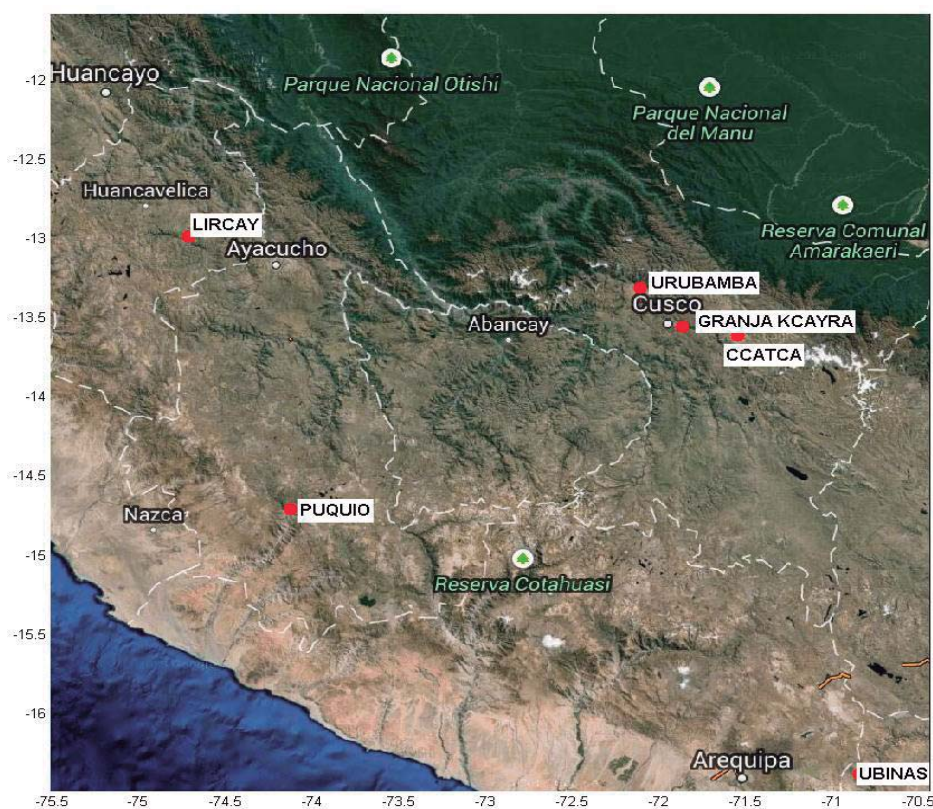 -12
Huancayo
Parque Nacional Otishi
Parque Nacional
del Manu
-12.5
Huancavelica
Reserva Comunal
Amarakaeri
LIRCAY
-13
Ayacucho
URUBAMBA
Cusco
-13.5
Abancay
GRANJA KCAYRA
CCATCA
-14
-14.5
Nazca
PUQUIO
-15
Reserva Cotahuasi
-15.5
-16
Arequipa
UBINAS
-75.5 -75 -74.5 -74 -73.5 -73 -72.5 -72 -71.5 -71 -70.5